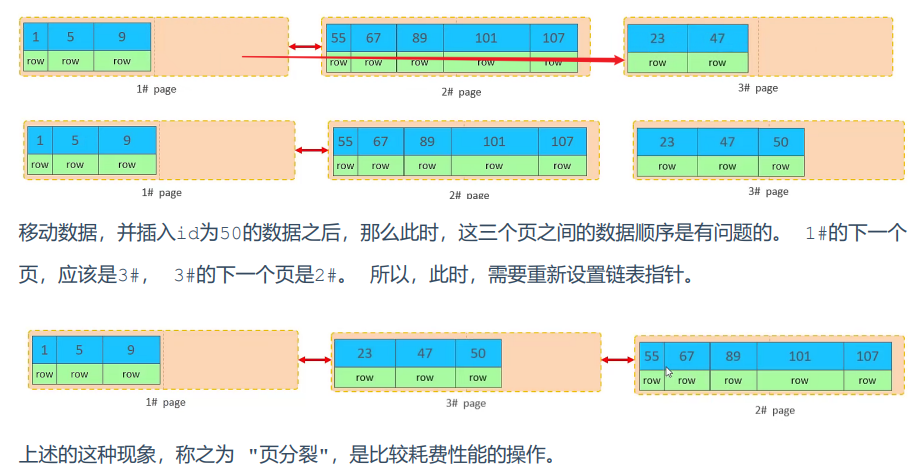 1 5 9 55 67 89 101 107 23 47
row row row row row row row row row row
1# page 2# page 3# page
1 5 9 55 67 89 101 107 23 47 50
row row row row row row row row row row row
1# page 2# page 3# page
移动数据，并插入id为50的数据之后，那么此时，这三个页之间的数据顺序是有问题的。 1#的下一个
页，应该是3#， 3#的下一个页是2#。 所以，此时，需要重新设置链表指针。
1 5 9 23 47 50 55 67 89 101 107
row row row row row row row row row row row
1# page 3# page 2# page
上述的这种现象，称之为 "页分裂"，是比较耗费性能的操作。